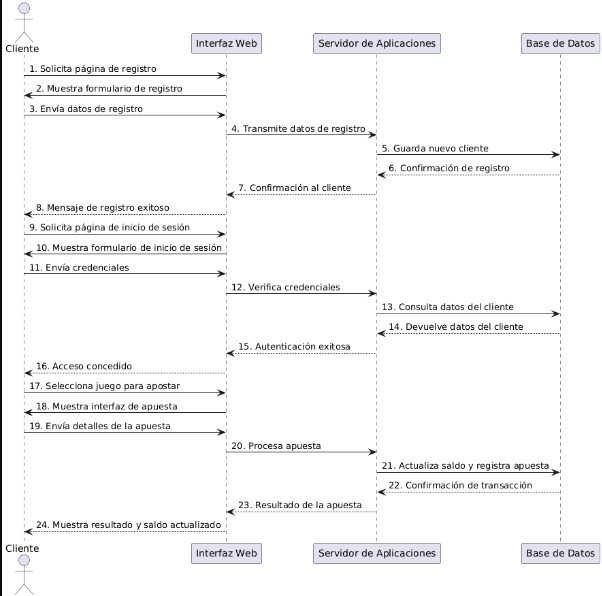 Cliente
Interfaz Web
Servidor de Aplicaciones
Base de Datos
1. Solicita página de registro
2. Muestra formulario de registro
3. Envía datos de registro
4. Transmite datos de registro
5. Guarda nuevo cliente
6. Confirmación de registro
7. Confirmación al cliente
8. Mensaje de registro exitoso
9. Solicita página de inicio de sesión
10. Muestra formulario de inicio de sesión
11. Envía credenciales
12. Verifica credenciales
13. Consulta datos del cliente
14. Devuelve datos del cliente
15. Autenticación exitosa
16. Acceso concedido
17. Selecciona juego para apostar
18. Muestra interfaz de apuesta
19. Envía detalles de la apuesta
20. Procesa apuesta
21. Actualiza saldo y registra apuesta
22. Confirmación de transacción
23. Resultado de la apuesta
24. Muestra resultado y saldo actualizado
Cliente
Interfaz Web
Servidor de Aplicaciones
Base de Datos